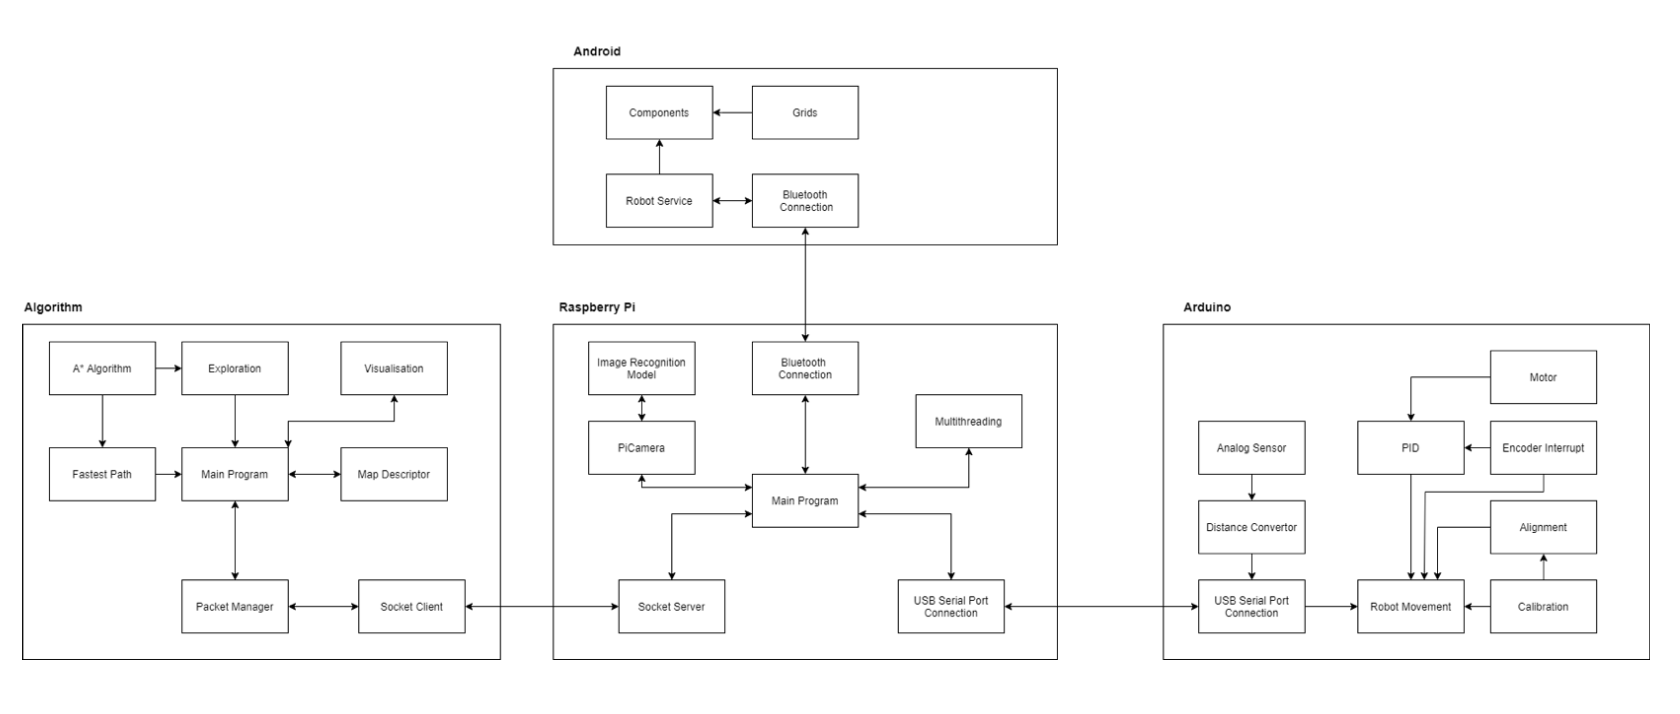 Android
Components
Grids
Robot Service
Bluetooth
Connection
Algorithm
A* Algorithm
Exploration
Visualisation
Fastest Path
Main Program
Map Descriptor
Packet Manager
Socket Client
Raspberry Pi
Image Recognition
Model
Bluetooth
Connection
Multithreading
PiCamera
Main Program
Socket Server
USB Serial Port
Connection
Arduino
Motor
Analog Sensor
PID
Encoder Interrupt
Distance Convertor
Alignment
USB Serial Port
Connection
Robot Movement
Calibration